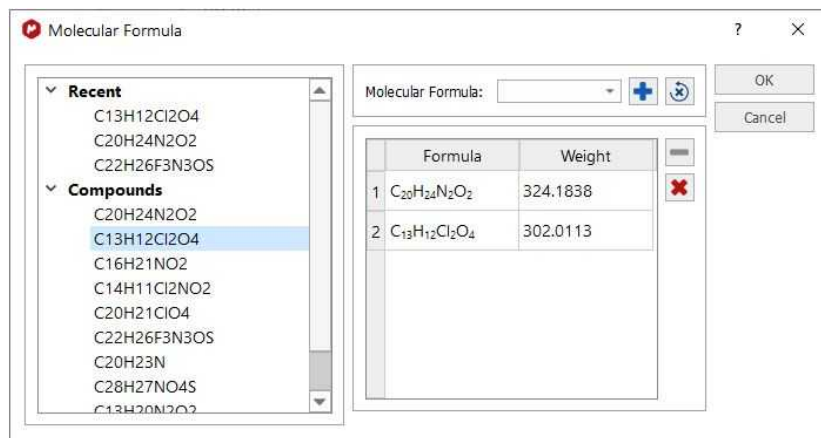 Molecular Formula
?
Recent
C13H12Cl2O4
C20H24N2O2
C22H26F3N3OS
Compounds
C20H24N2O2
C13H12Cl2O4
C16H21NO2
C14H11Cl2NO2
C20H21ClO4
C22H26F3N3OS
C20H23N
C28H27NO4S
C13H20N2O2
Molecular Formula:
Formula Weight
1 C₂₀H₂₄N₂O₂ 324.1838
2 C₁₃H₁₂Cl₂O₄ 302.0113
OK
Cancel